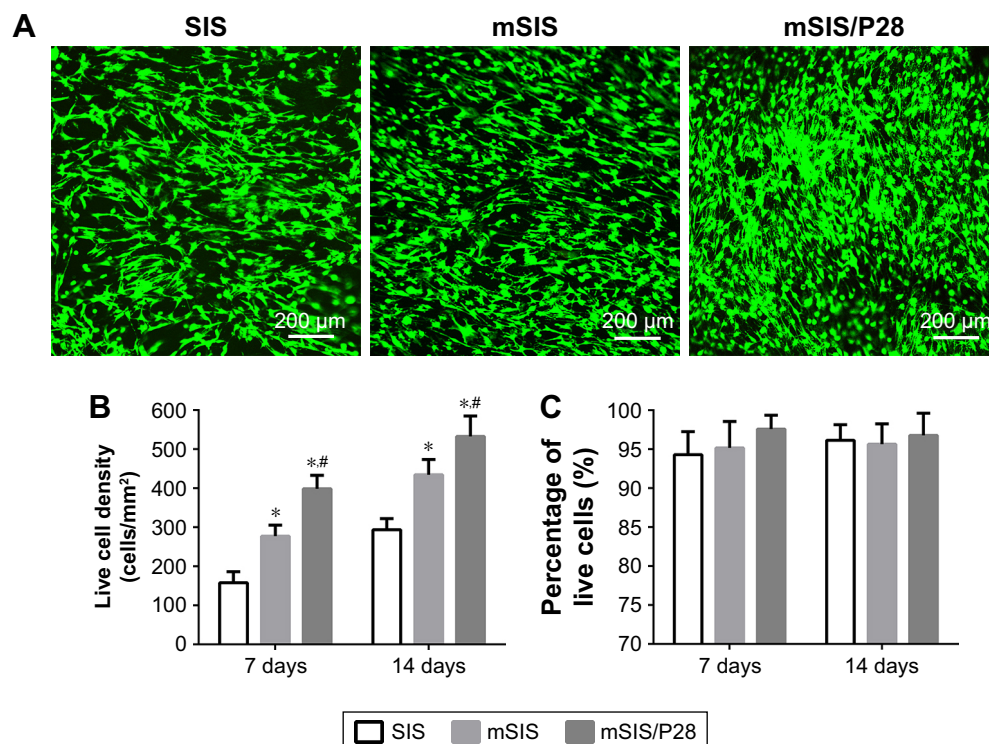 A
SIS
mSIS
mSIS/P28
200 µm
200 µm
200 µm
B
Live cell density
(cells/mm²)
600
500
400
300
200
100
0
*
*,#
*
*,#
7 days
14 days
C
Percentage of
live cells (%)
100
95
90
85
80
75
70
7 days
14 days
SIS
mSIS
mSIS/P28